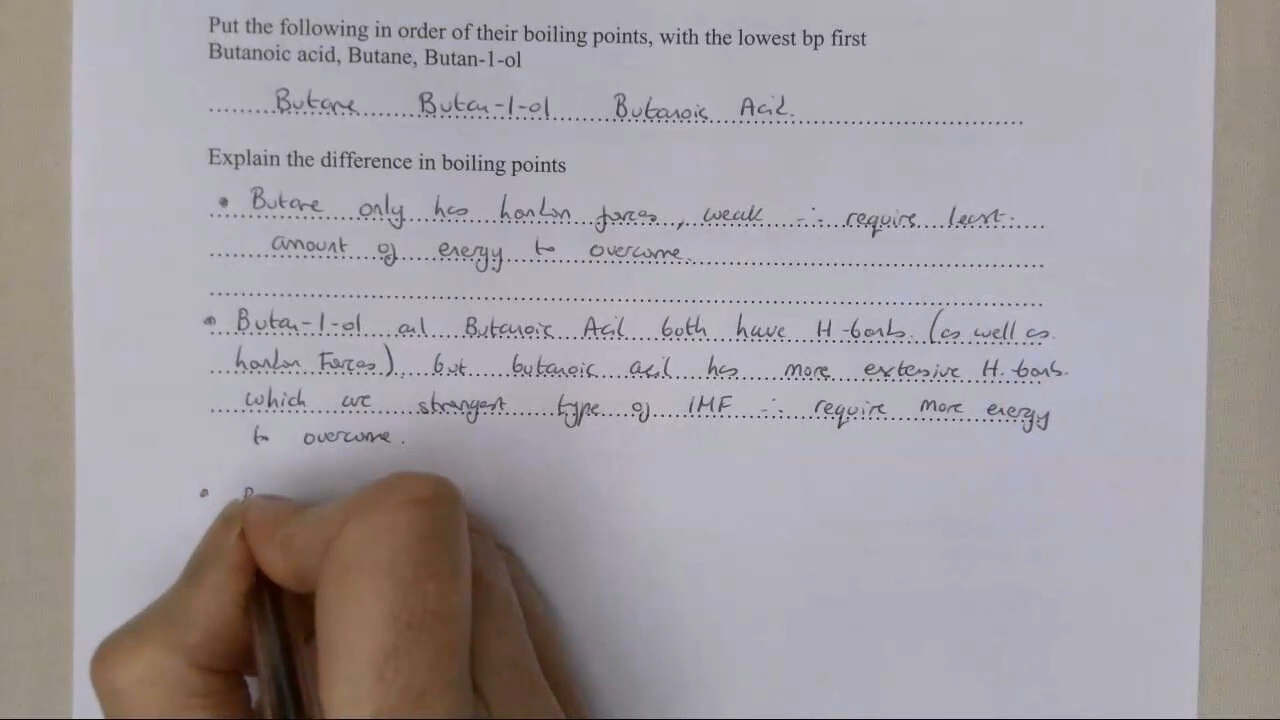 Put the following in order of their boiling points, with the lowest bp first
Butanoic acid, Butane, Butan-1-ol
Butane Butan-1-ol Butanoic Acid.
Explain the difference in boiling points
• Butane only has london forces, weak ∴ require least
amount of energy to overcome.
• Butan-1-ol and Butanoic Acid both have H-bonds (as well as
london Forces) but butanoic acid has more extensive H-bonds.
which are strongest type of IMF ∴ require more energy
to overcome.
•